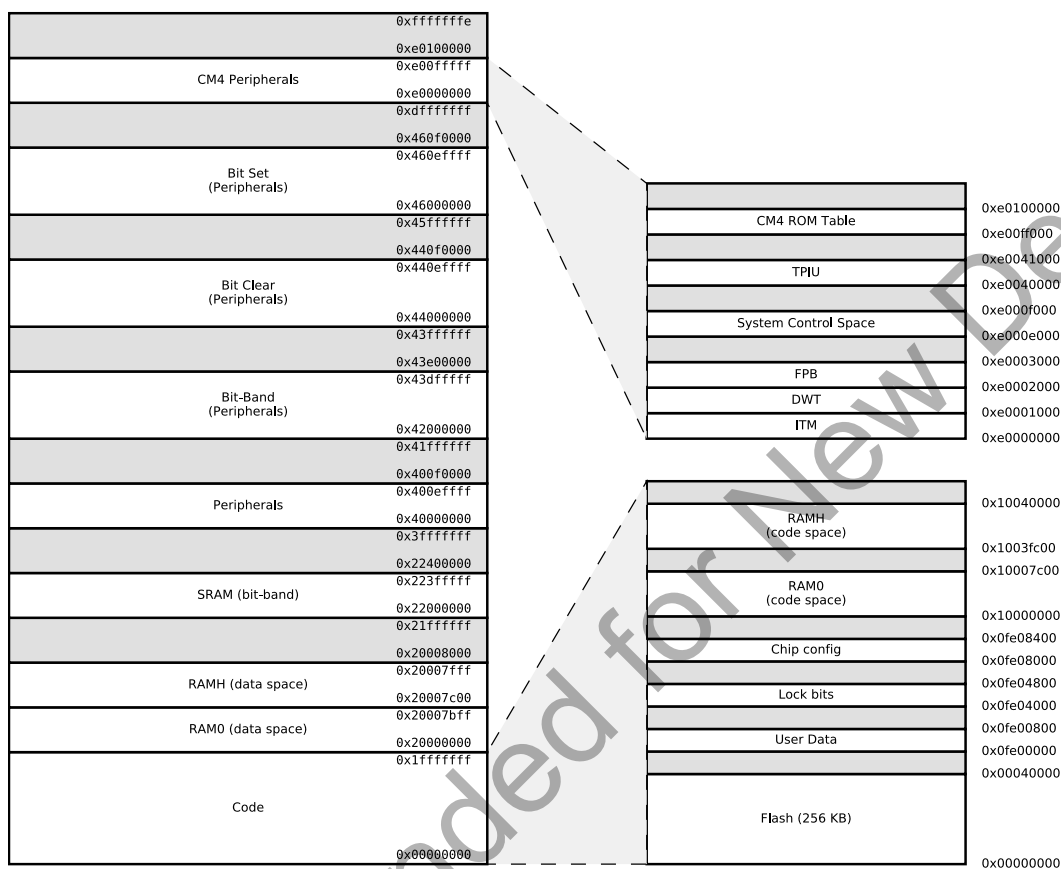 0xfffffffe
0xe0100000
0xe00fffff
CM4 Peripherals
0xe0000000
0xdfffffff
0x460f0000
0x460effff
Bit Set
(Peripherals)
0x46000000
0x45ffffff
0x440f0000
0x440effff
Bit Clear
(Peripherals)
0x44000000
0x43ffffff
0x43e00000
0x43dfffff
Bit-Band
(Peripherals)
0x42000000
0x41ffffff
0x400f0000
0x400effff
Peripherals
0x40000000
0x3fffffff
0x22400000
0x223fffff
SRAM (bit-band)
0x22000000
0x21ffffff
0x20008000
0x20007fff
RAMH (data space)
0x20007c00
0x20007bff
RAM0 (data space)
0x20000000
0x1fffffff
Code
0x00000000
0xe0100000
CM4 ROM Table
0xe00ff000
0xe0041000
TPIU
0xe0040000
0xe000f000
System Control Space
0xe000e000
0xe0003000
FPB
0xe0002000
DWT
0xe0001000
ITM
0xe0000000
0x10040000
RAMH
(code space)
0x1003fc00
0x10007c00
RAM0
(code space)
0x10000000
0x0fe08400
Chip config
0x0fe08000
0x0fe04800
Lock bits
0x0fe04000
0x0fe00800
User Data
0x0fe00000
0x00040000
Flash (256 KB)
0x00000000
nded for New De